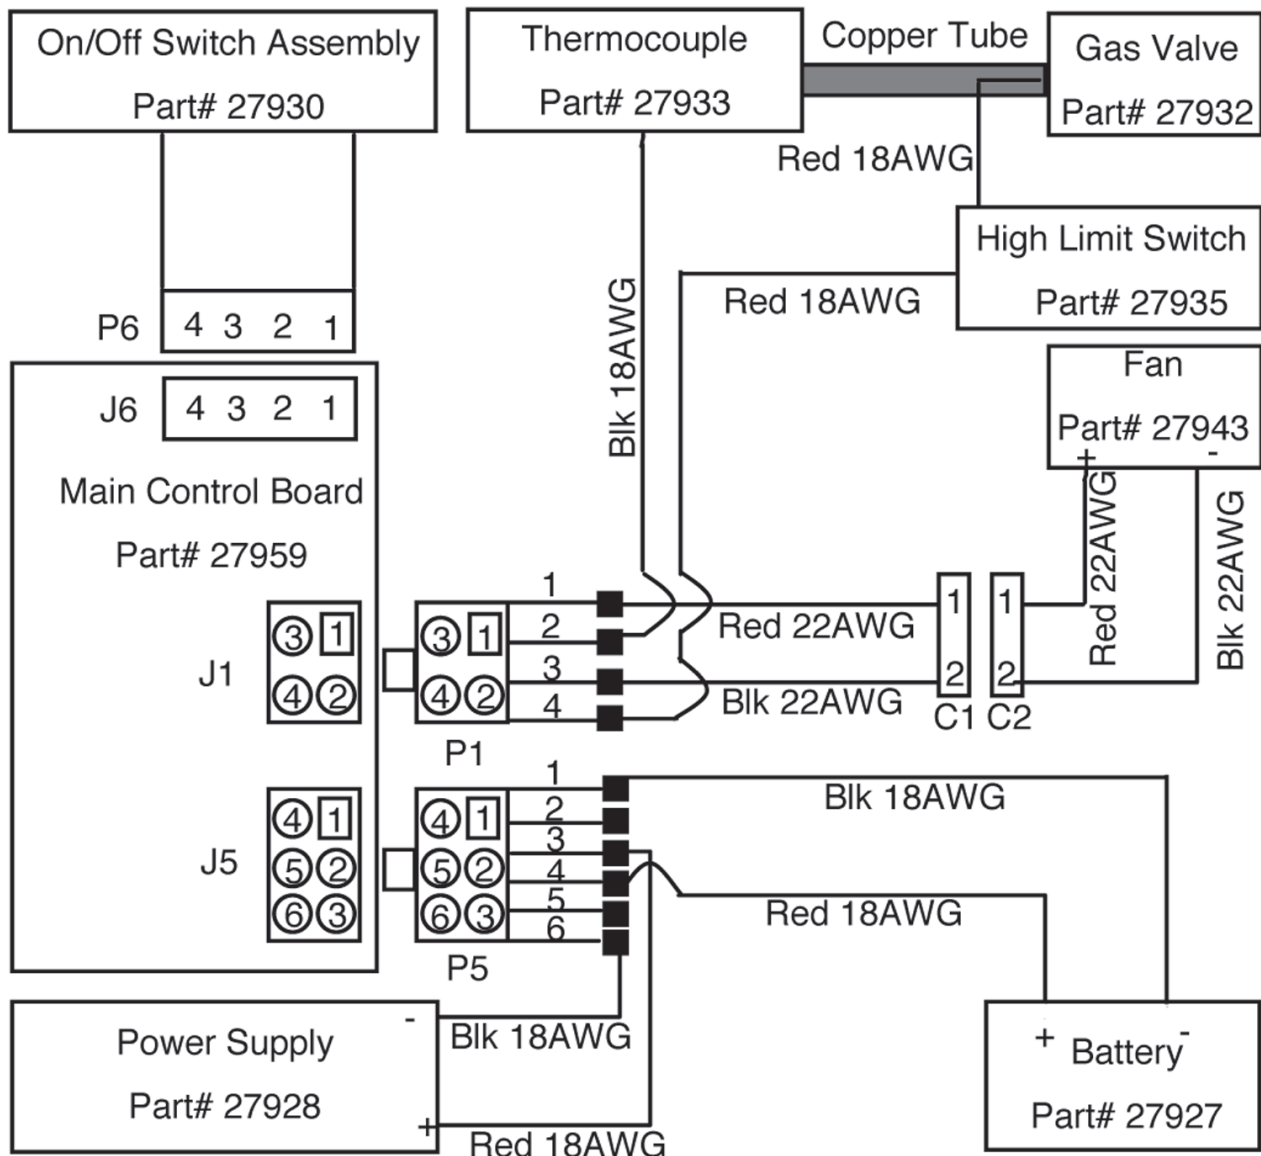 On/Off Switch Assembly
Part# 27930
Thermocouple
Part# 27933
Copper Tube
Gas Valve
Part# 27932
Red 18AWG
High Limit Switch
Part# 27935
Red 18AWG
Blk 18AWG
P6
4 3 2 1
J6
4 3 2 1
Main Control Board
Part# 27959
Fan
Part# 27943
+ -
Red 22AWG
Blk 22AWG
J1
3 1
4 2
3 1
4 2
P1
1
2
3
4
Red 22AWG
Blk 22AWG
1
2
C1
1
2
C2
J5
4 1
5 2
6 3
4 1
5 2
6 3
P5
1
2
3
4
5
6
Blk 18AWG
Red 18AWG
Power Supply
Part# 27928
-
+
Blk 18AWG
Red 18AWG
+ -
Battery
Part# 27927